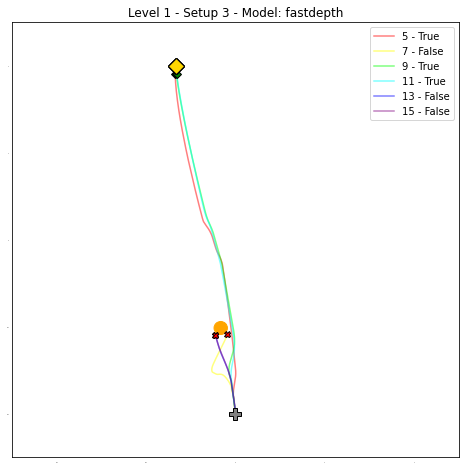 Level 1 - Setup 3 - Model: fastdepth
5 - True
7 - False
9 - True
11 - True
13 - False
15 - False